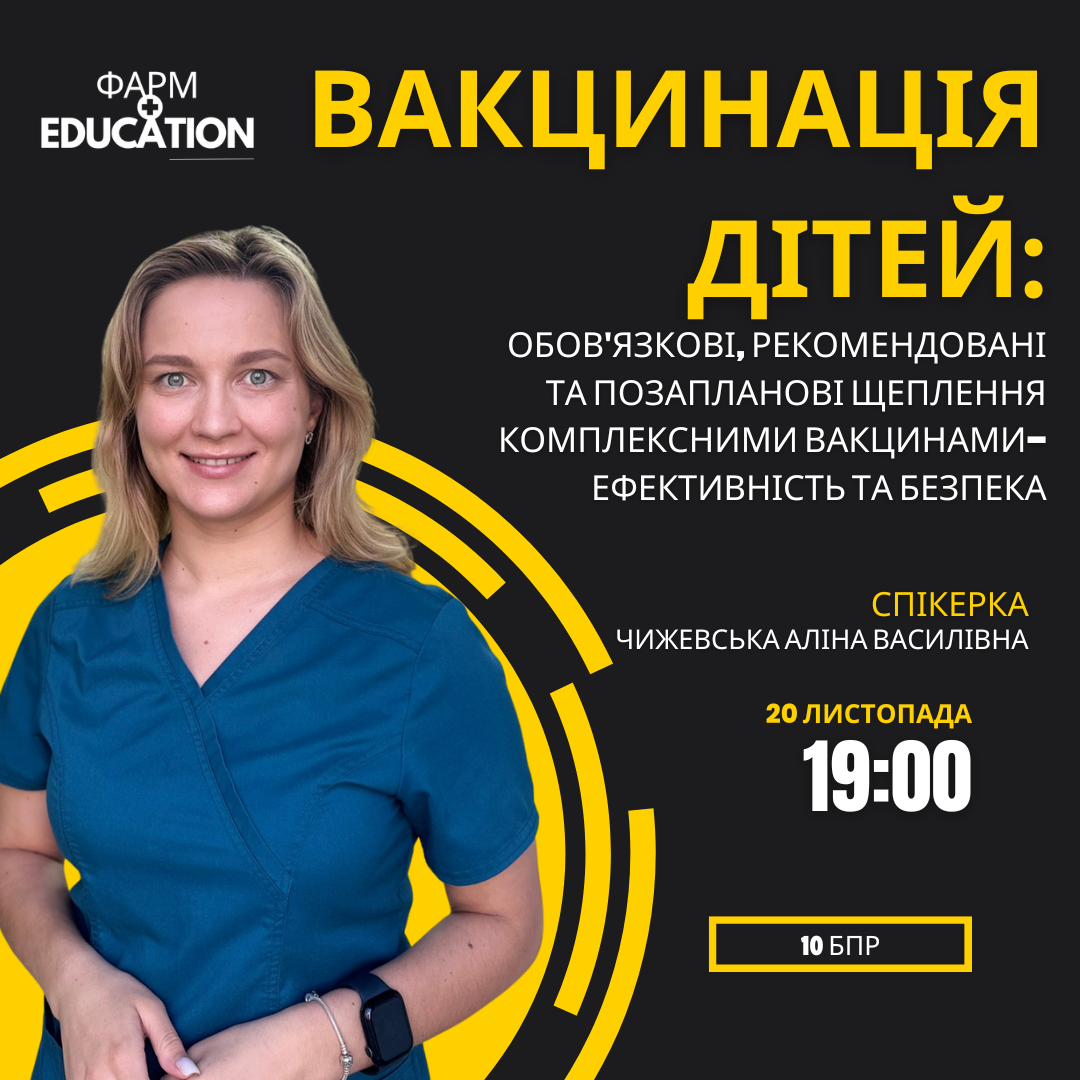 ФАРМ
EDUCATION
ВАКЦИНАЦІЯ
ДІТЕЙ:
ОБОВ'ЯЗКОВІ, РЕКОМЕНДОВАНІ
ТА ПОЗАПЛАНОВІ ЩЕПЛЕННЯ
КОМПЛЕКСНИМИ ВАКЦИНАМИ–
ЕФЕКТИВНІСТЬ ТА БЕЗПЕКА
СПІКЕРКА
ЧИЖЕВСЬКА АЛІНА ВАСИЛІВНА
20 ЛИСТОПАДА
19:00
10 БПР